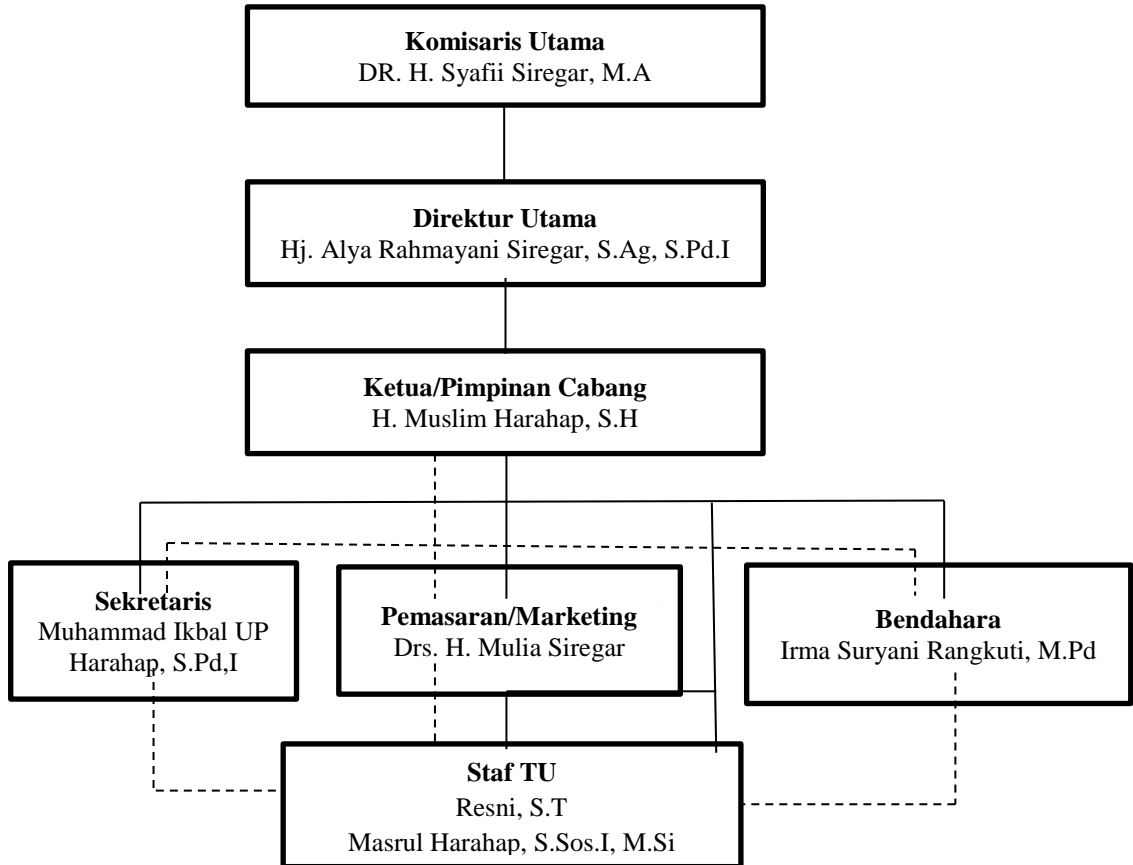 Komisaris Utama
DR. H. Syafii Siregar, M.A
Direktur Utama
Hj. Alya Rahmayani Siregar, S.Ag, S.Pd.I
Ketua/Pimpinan Cabang
H. Muslim Harahap, S.H
Sekretaris
Muhammad Ikbal UP
Harahap, S.Pd,I
Pemasaran/Marketing
Drs. H. Mulia Siregar
Bendahara
Irma Suryani Rangkuti, M.Pd
Staf TU
Resni, S.T
Masrul Harahap, S.Sos.I, M.Si